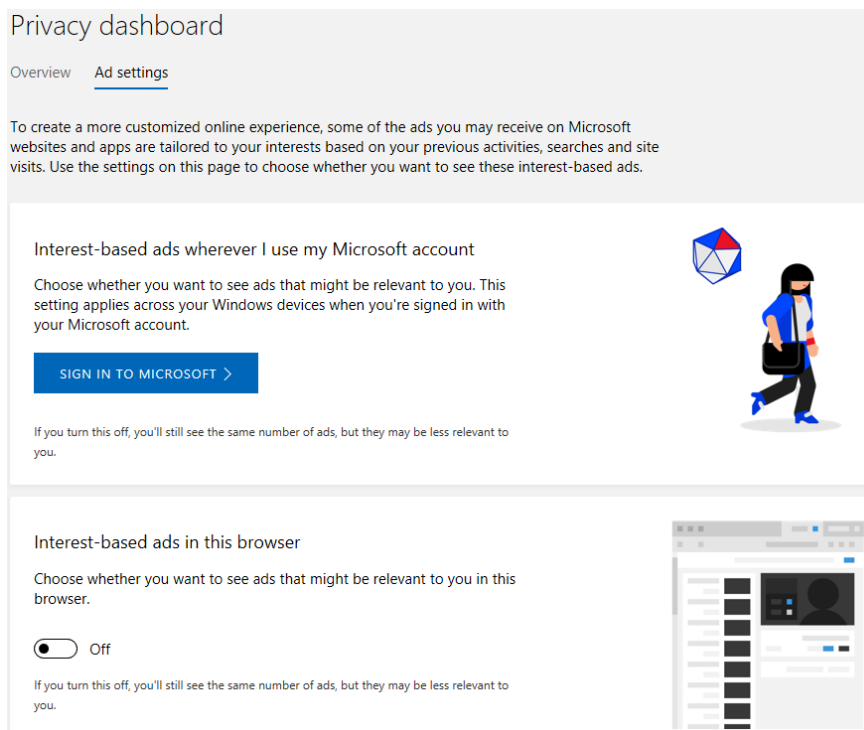 Privacy dashboard
Overview Ad settings
To create a more customized online experience, some of the ads you may receive on Microsoft
websites and apps are tailored to your interests based on your previous activities, searches and site
visits. Use the settings on this page to choose whether you want to see these interest-based ads.
Interest-based ads wherever I use my Microsoft account
Choose whether you want to see ads that might be relevant to you. This
setting applies across your Windows devices when you're signed in with
your Microsoft account.
SIGN IN TO MICROSOFT >
If you turn this off, you'll still see the same number of ads, but they may be less relevant to
you.
Interest-based ads in this browser
Choose whether you want to see ads that might be relevant to you in this
browser.
Off
If you turn this off, you'll still see the same number of ads, but they may be less relevant to
you.